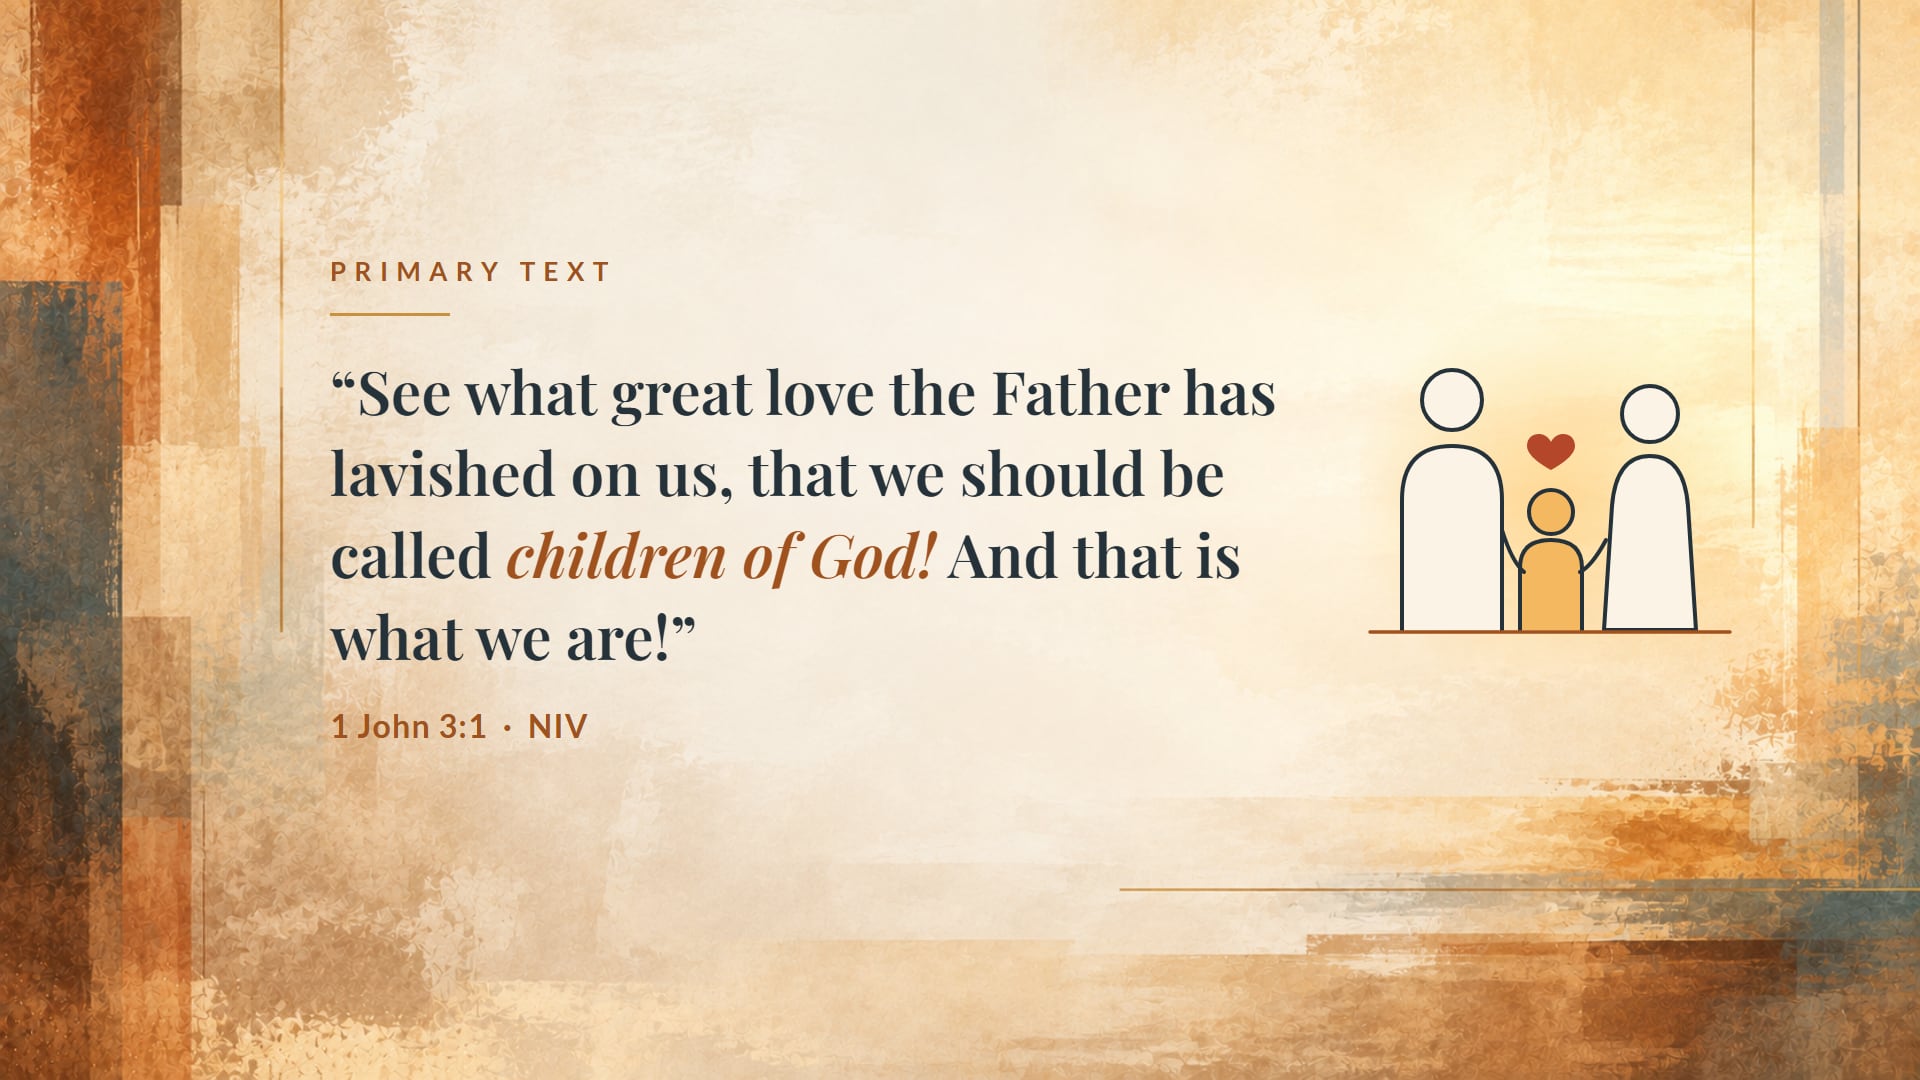 PRIMARY TEXT
“See what great love the Father has
lavished on us, that we should be
called children of God! And that is
what we are!”
1 John 3:1 · NIV